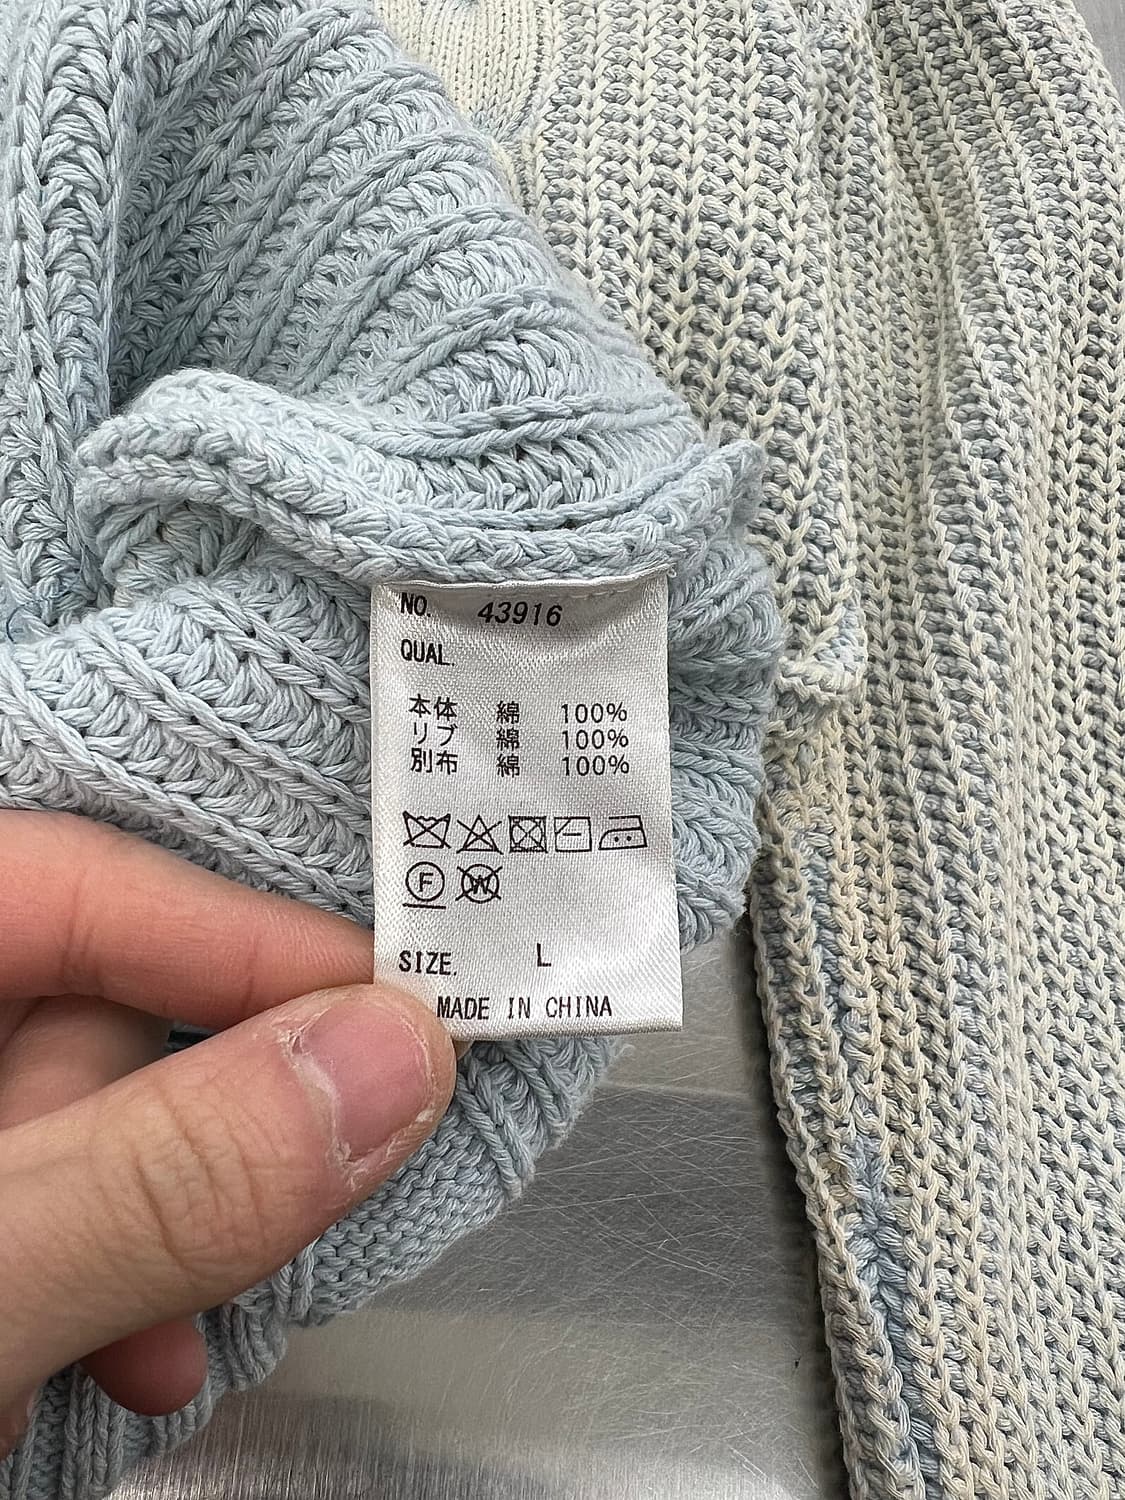 NO. 43916
QUAL.
本体 綿 100%
リブ 綿 100%
別布 綿 100%
F W
SIZE. L
MADE IN CHINA